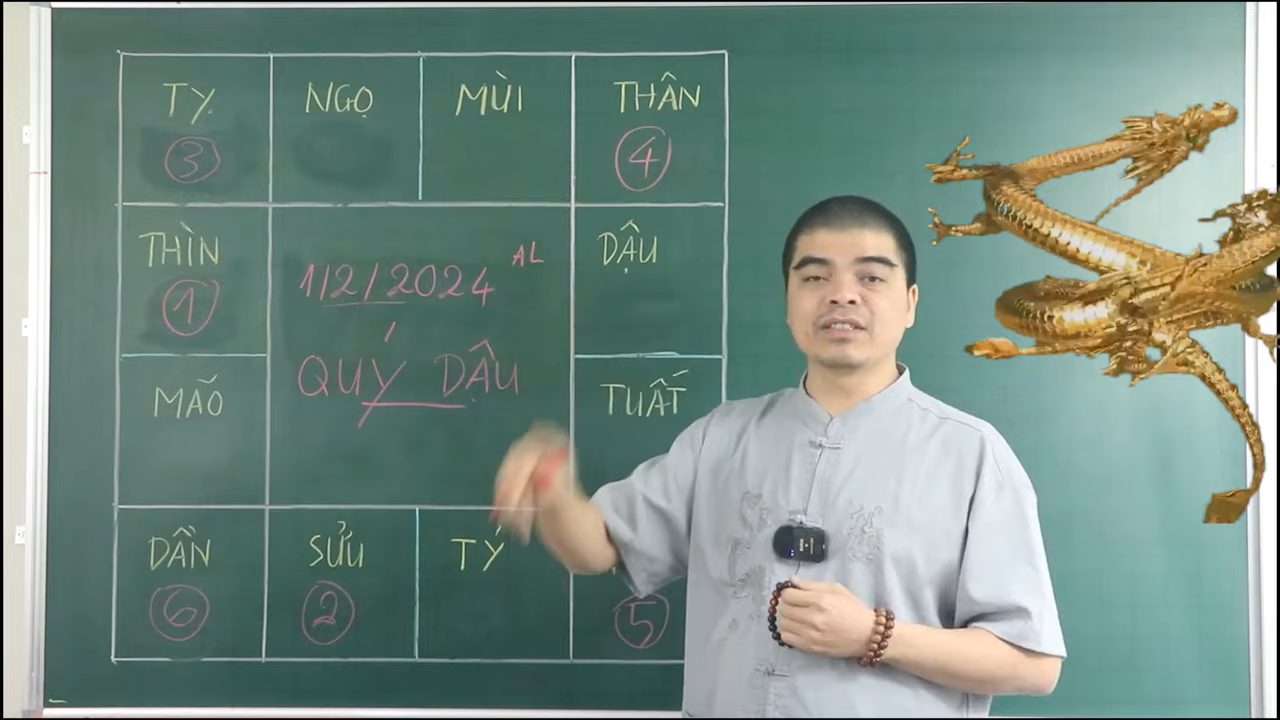 TỴ NGỌ MÙI THÂN
3 4
THÌN DẬU
1
1/2/2024 AL
QUÝ DẬU
MÃO TUẤT
DẦN SỬU TÝ
6 2 5